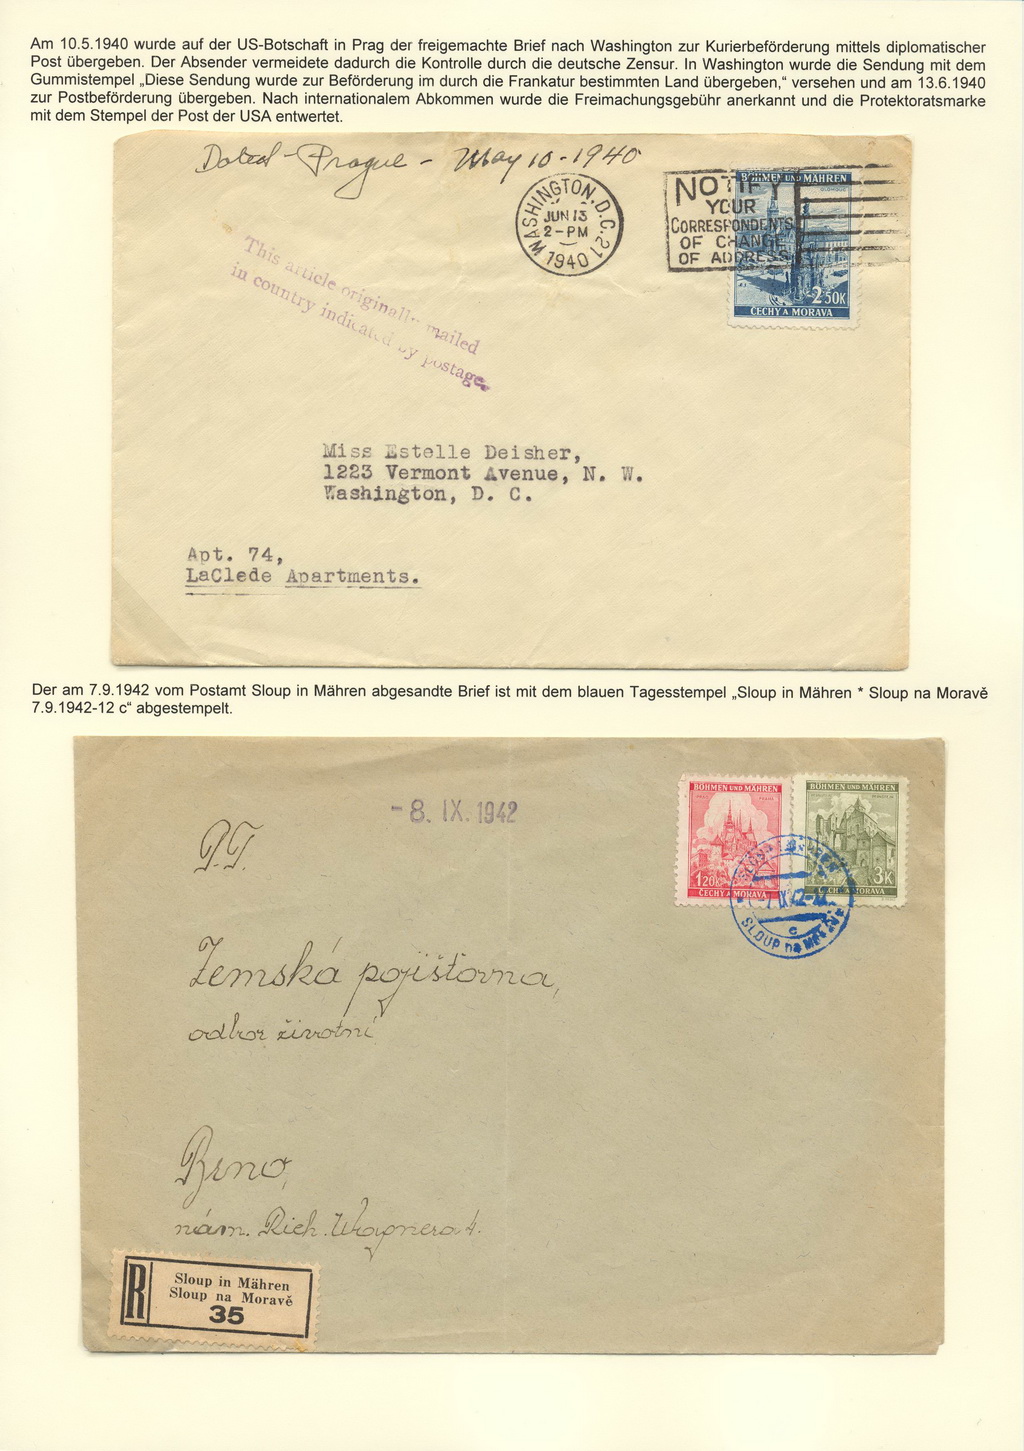 Am 10.5.1940 wurde auf der US-Botschaft in Prag der freigemachte Brief nach Washington zur Kurierbeförderung mittels diplomatischer
Post übergeben. Der Absender vermeidete dadurch die Kontrolle durch die deutsche Zensur. In Washington wurde die Sendung mit dem
Gummistempel „Diese Sendung wurde zur Beförderung im durch die Frankatur bestimmten Land übergeben,“ versehen und am 13.6.1940
zur Postbeförderung übergeben. Nach internationalem Abkommen wurde die Freimachungsgebühr anerkannt und die Protektoratsmarke
mit dem Stempel der Post der USA entwertet.
Dated - Prague - May 10 - 1940
WASHINGTON, D.C. 21
JUN 13
2-PM
1940
NOTIFY
YOUR
CORRESPONDENTS
OF CHANGE
OF ADDRESS
BÖHMEN UND MÄHREN
2.50K
ČECHY A MORAVA
This article originally mailed
in country indicated by postage.
Miss Estelle Deisher,
1223 Vermont Avenue, N. W.
Washington, D. C.
Apt. 74,
LaClede Apartments.
Der am 7.9.1942 vom Postamt Sloup in Mähren abgesandte Brief ist mit dem blauen Tagesstempel „Sloup in Mähren * Sloup na Moravě
7.9.1942-12 c“ abgestempelt.
- 8. IX. 1942
BÖHMEN UND MÄHREN
1.20K
ČECHY A MORAVA
BÖHMEN UND MÄHREN
3K
ČECHY A MORAVA
SLOUP na
c
P.T.
Zemská pojišťovna,
odbor životní
Brno,
nám. Rich. Wagnera 4.
R
Sloup in Mähren
Sloup na Moravě
35